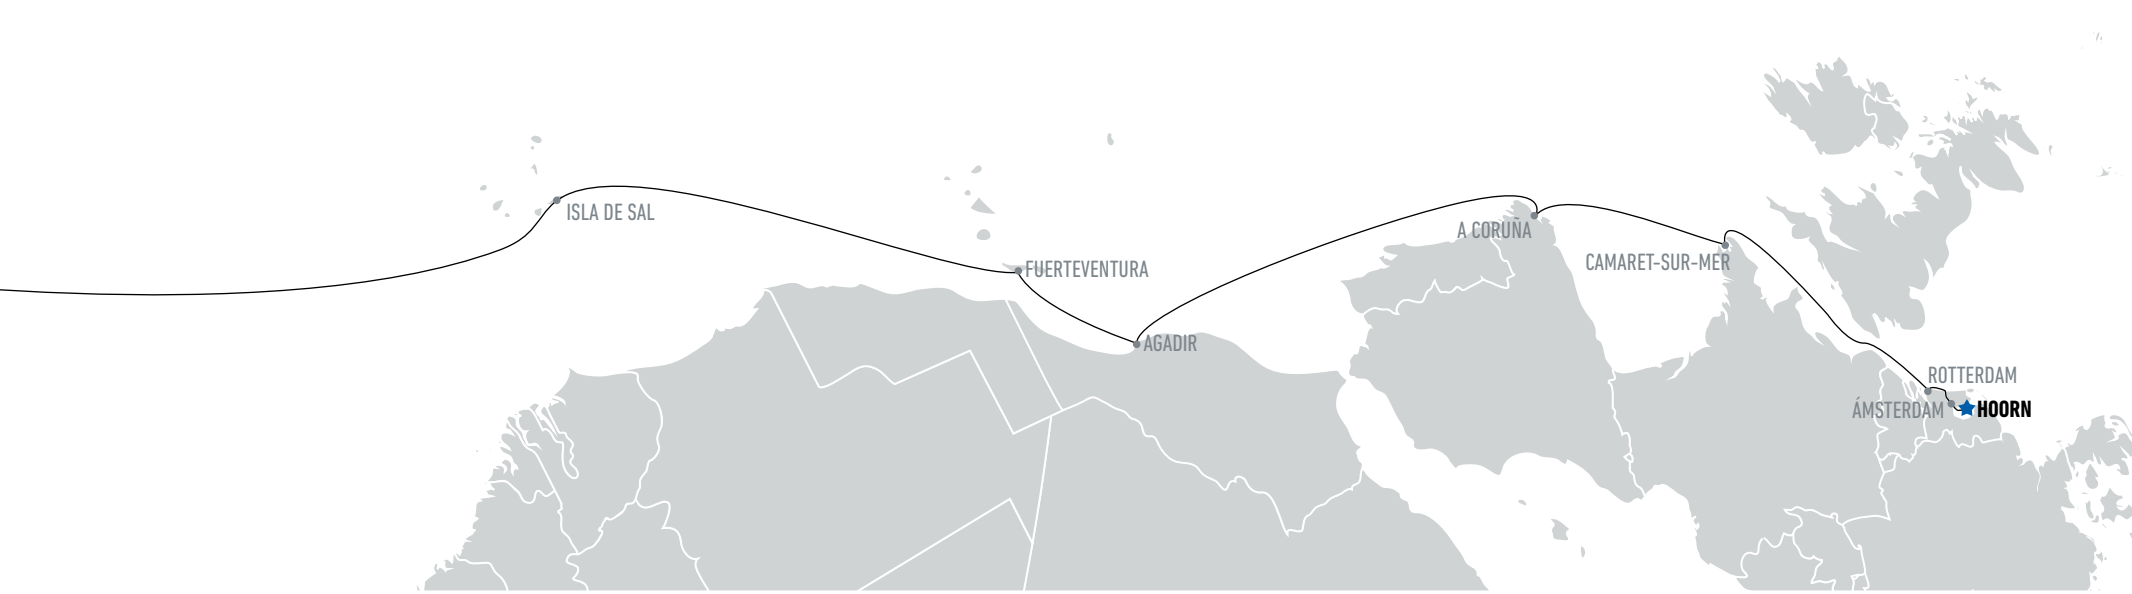 ISLA DE SAL
FUERTEVENTURA
AGADIR
A CORUÑA
CAMARET-SUR-MER
ROTTERDAM
ÁMSTERDAM
HOORN